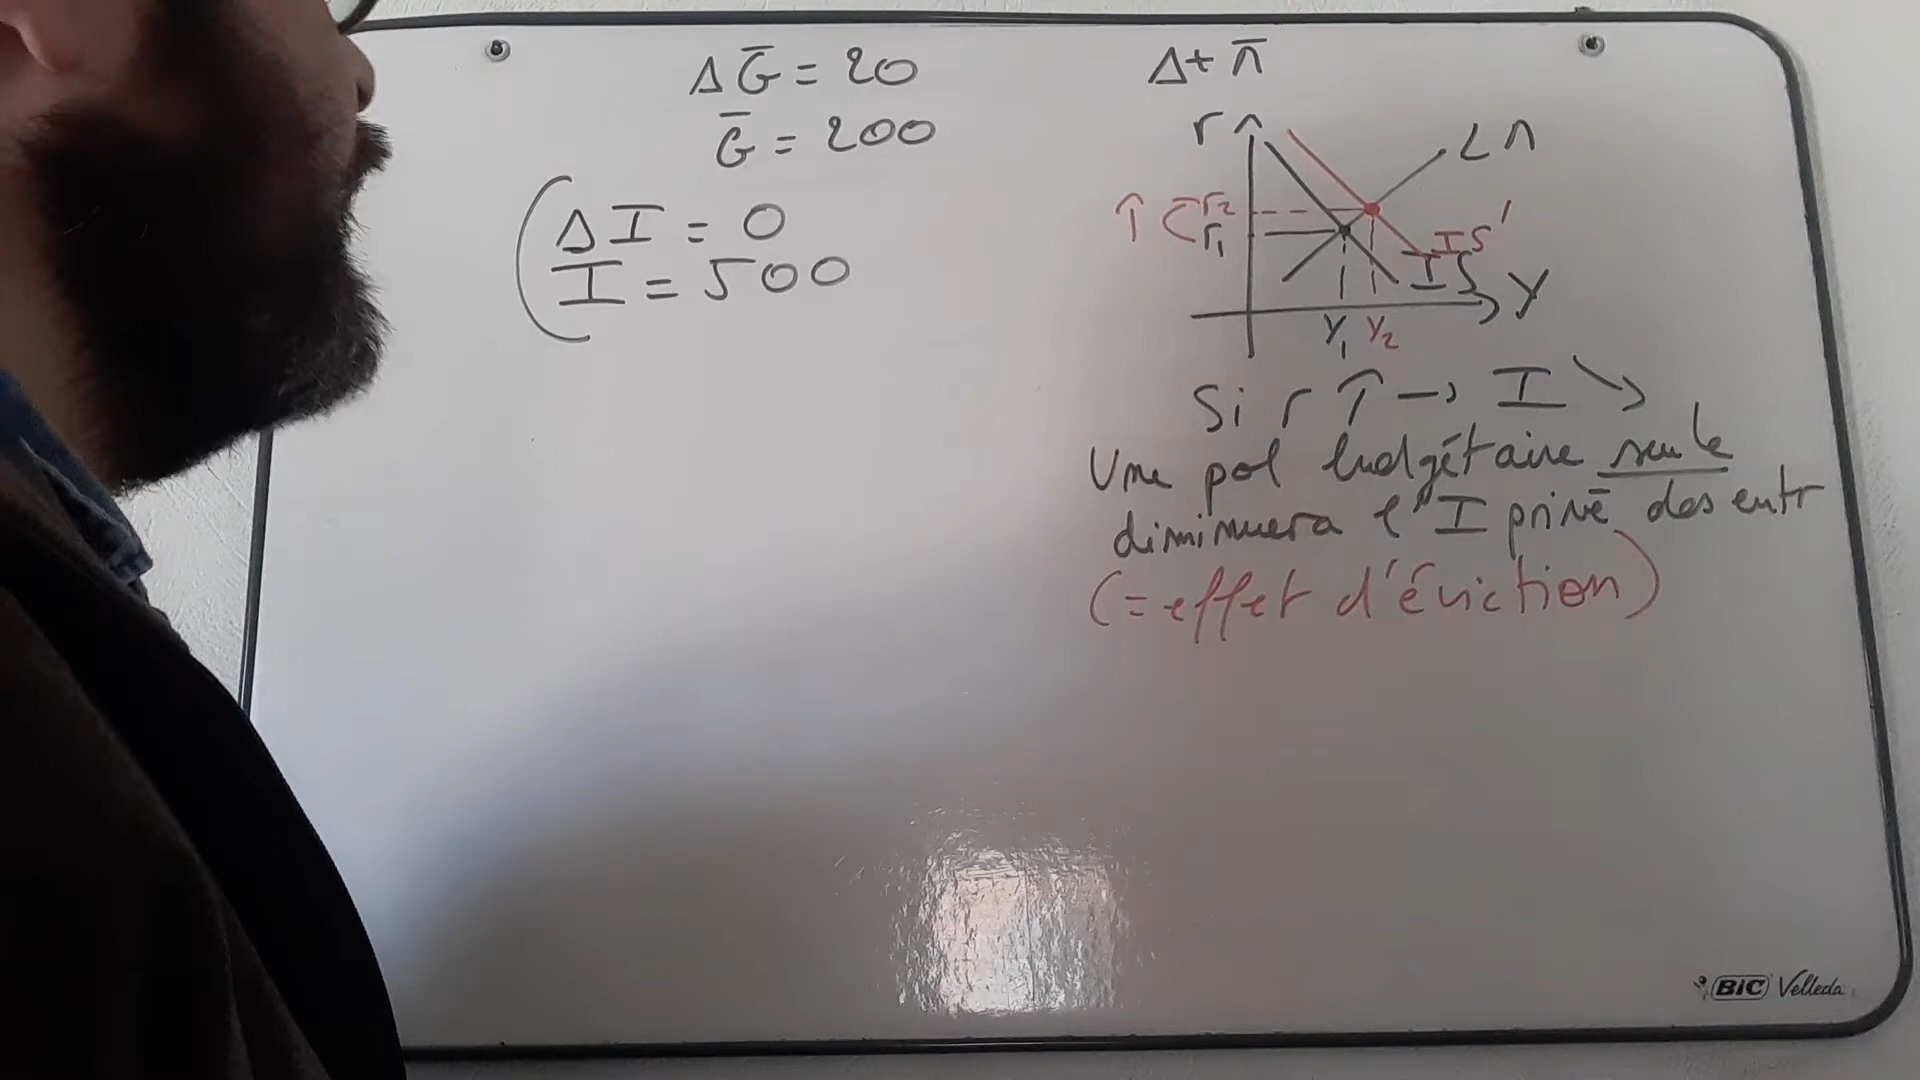 ΔḠ = 20
Ḡ = 200
ΔI = 0
I = 500
Δ+ M̄
r
LM
↑
r2
r1
IS'
IS
Y
Y1
Y2
Si r ↑ → I ↘
Une pol budgétaire seule
diminuera l'I privé des entr
(= effet d'éviction)
BIC Velleda